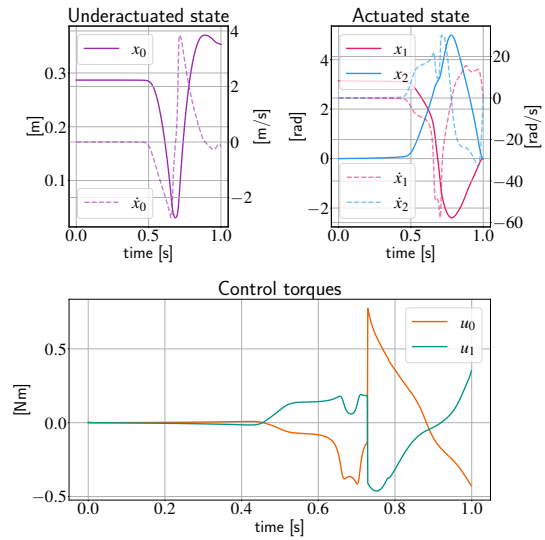 Underactuated state
x₀
0.3
0.2
0.1
[m]
4
2
0
−2
[m/s]
ẋ₀
0.0
0.5
1.0
time [s]
Actuated state
x₁
x₂
4
2
0
−2
[rad]
30
0
−30
−60
[rad/s]
ẋ₁
ẋ₂
0.0
0.5
1.0
time [s]
Control torques
u₀
u₁
0.5
0.0
−0.5
[Nm]
0.0
0.2
0.4
0.6
0.8
1.0
time [s]